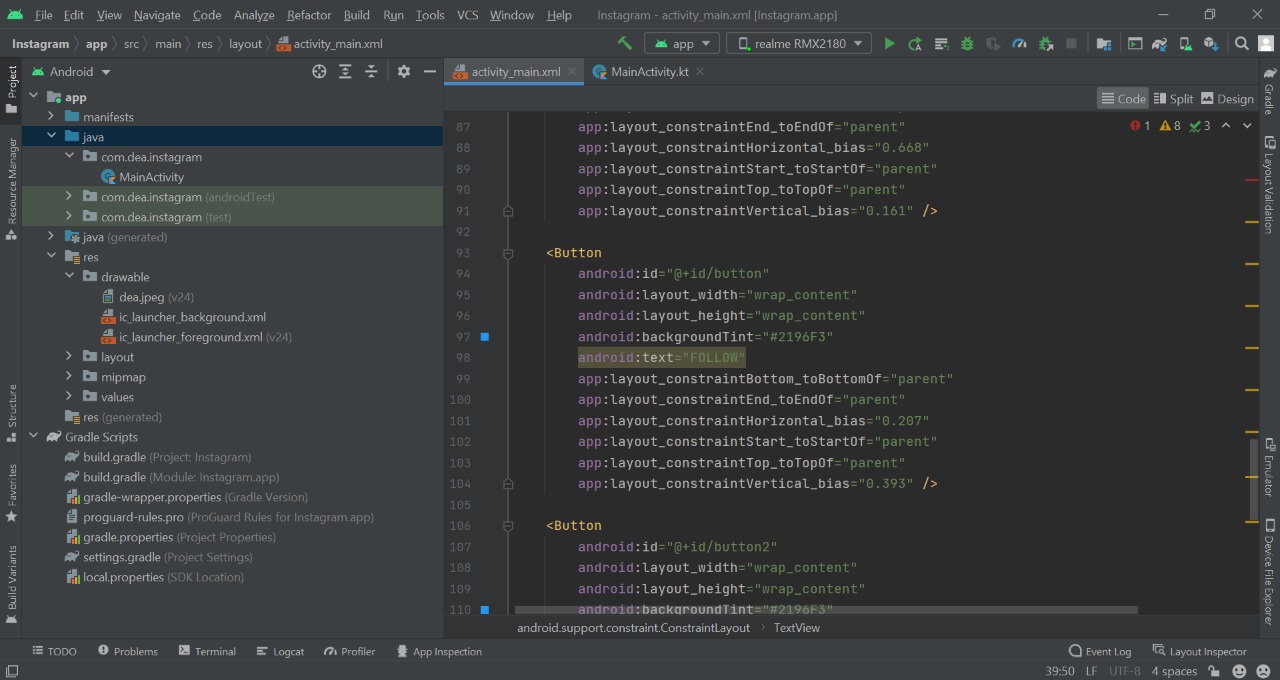 File Edit View Navigate Code Analyze Refactor Build Run Tools VCS Window Help Instagram - activity_main.xml [Instagram.app]
Instagram app src main res layout activity_main.xml app realme RMX2180
Android
activity_main.xml
MainActivity.kt
Code Split Design
Project
Resource Manager
Structure
Favorites
Build Variants
app
manifests
java
com.dea.instagram
MainActivity
com.dea.instagram (androidTest)
com.dea.instagram (test)
java (generated)
res
drawable
dea.jpeg (v24)
ic_launcher_background.xml
ic_launcher_foreground.xml (v24)
layout
mipmap
values
res (generated)
Gradle Scripts
build.gradle (Project: Instagram)
build.gradle (Module: Instagram.app)
gradle-wrapper.properties (Gradle Version)
proguard-rules.pro (ProGuard Rules for Instagram.app)
gradle.properties (Project Properties)
settings.gradle (Project Settings)
local.properties (SDK Location)
1 8 3
87 app:layout_constraintEnd_toEndOf="parent"
88 app:layout_constraintHorizontal_bias="0.668"
89 app:layout_constraintStart_toStartOf="parent"
90 app:layout_constraintTop_toTopOf="parent"
91 app:layout_constraintVertical_bias="0.161" />
92
93 <Button
94 android:id="@+id/button"
95 android:layout_width="wrap_content"
96 android:layout_height="wrap_content"
97 android:backgroundTint="#2196F3"
98 android:text="FOLLOW"
99 app:layout_constraintBottom_toBottomOf="parent"
100 app:layout_constraintEnd_toEndOf="parent"
101 app:layout_constraintHorizontal_bias="0.207"
102 app:layout_constraintStart_toStartOf="parent"
103 app:layout_constraintTop_toTopOf="parent"
104 app:layout_constraintVertical_bias="0.393" />
105
106 <Button
107 android:id="@+id/button2"
108 android:layout_width="wrap_content"
109 android:layout_height="wrap_content"
110 android:backgroundTint="#2196F3"
android.support.constraint.ConstraintLayout TextView
Gradle
Layout Validation
Emulator
Device File Explorer
TODO Problems Terminal Logcat Profiler App Inspection Event Log Layout Inspector
39:50 LF UTF-8 4 spaces